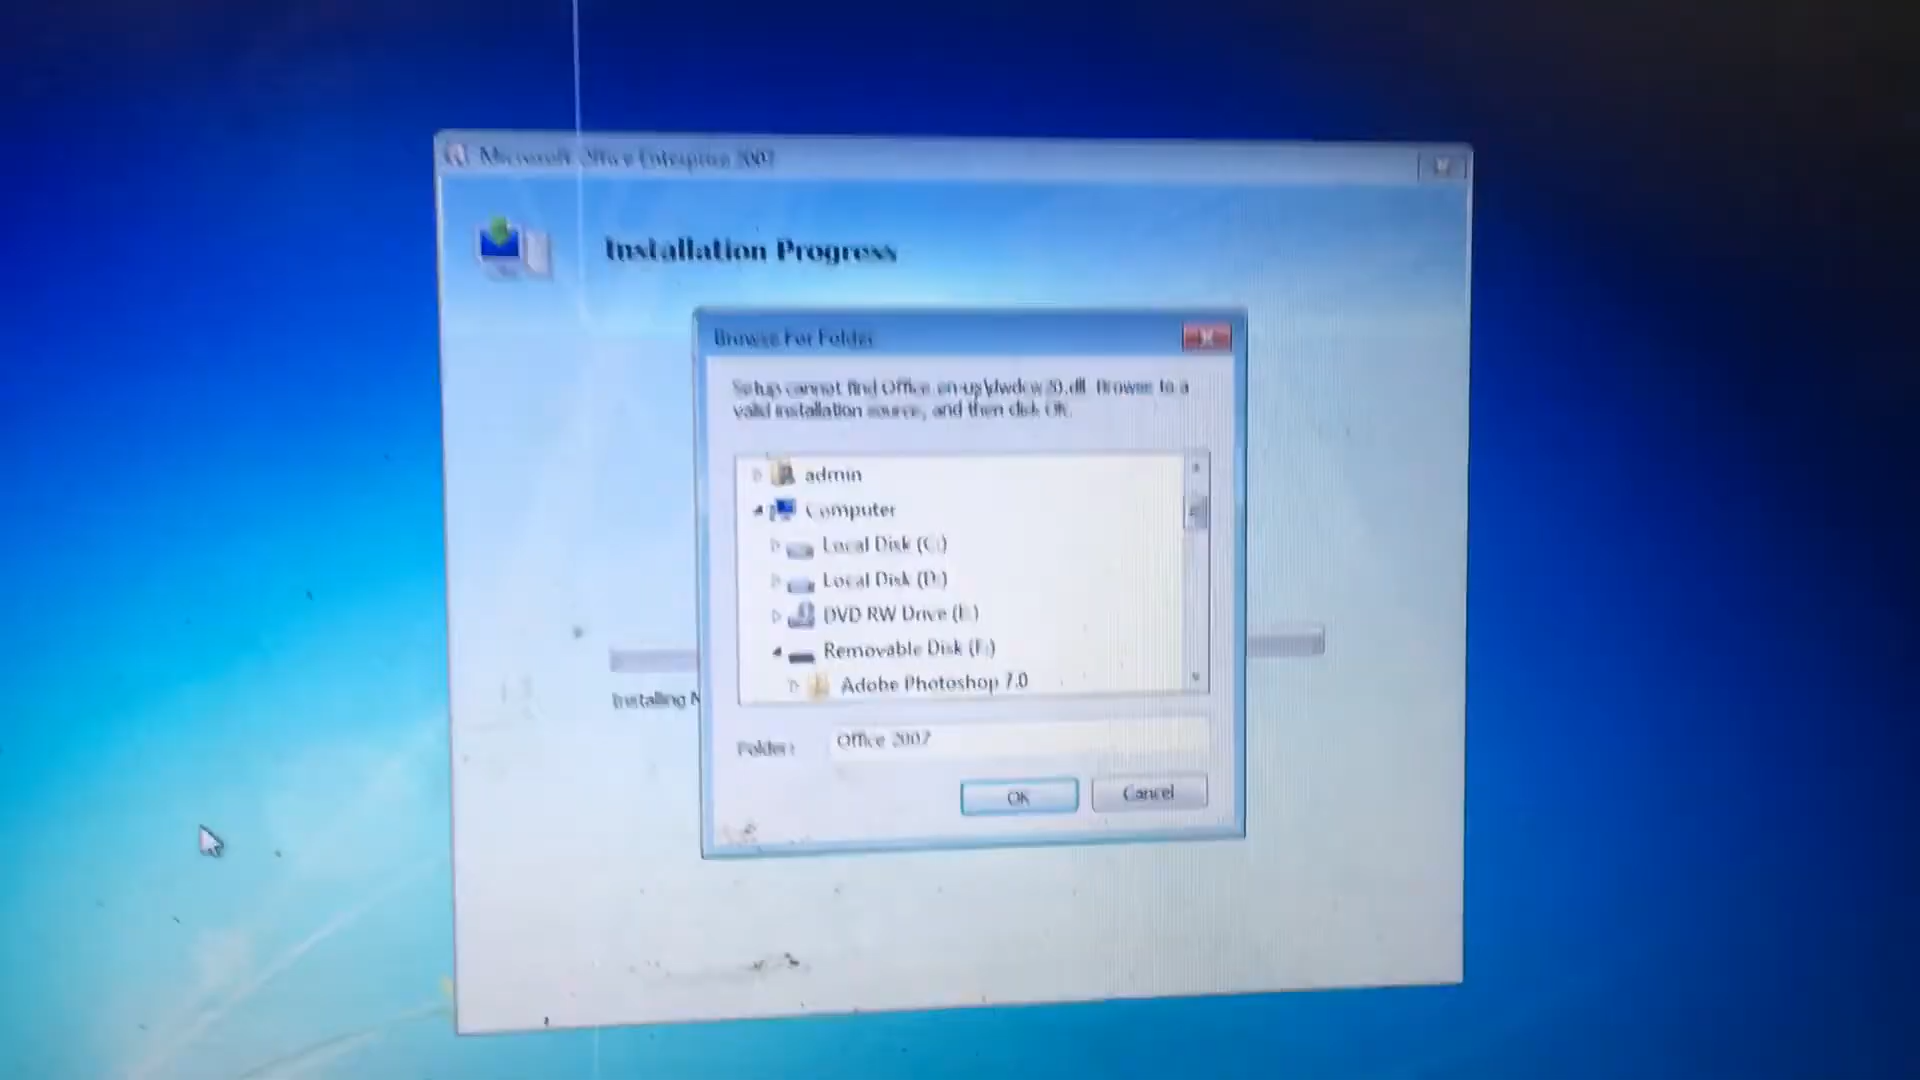 Microsoft Office Enterprise 2007
Installation Progress
Browse For Folder
Setup cannot find Office.en-us\dwdcw20.dll. Browse to a
valid installation source, and then click OK.
admin
Computer
Local Disk (C:)
Local Disk (D:)
DVD RW Drive (E:)
Removable Disk (F:)
Adobe Photoshop 7.0
Installing
Folder:
Office 2007
OK
Cancel